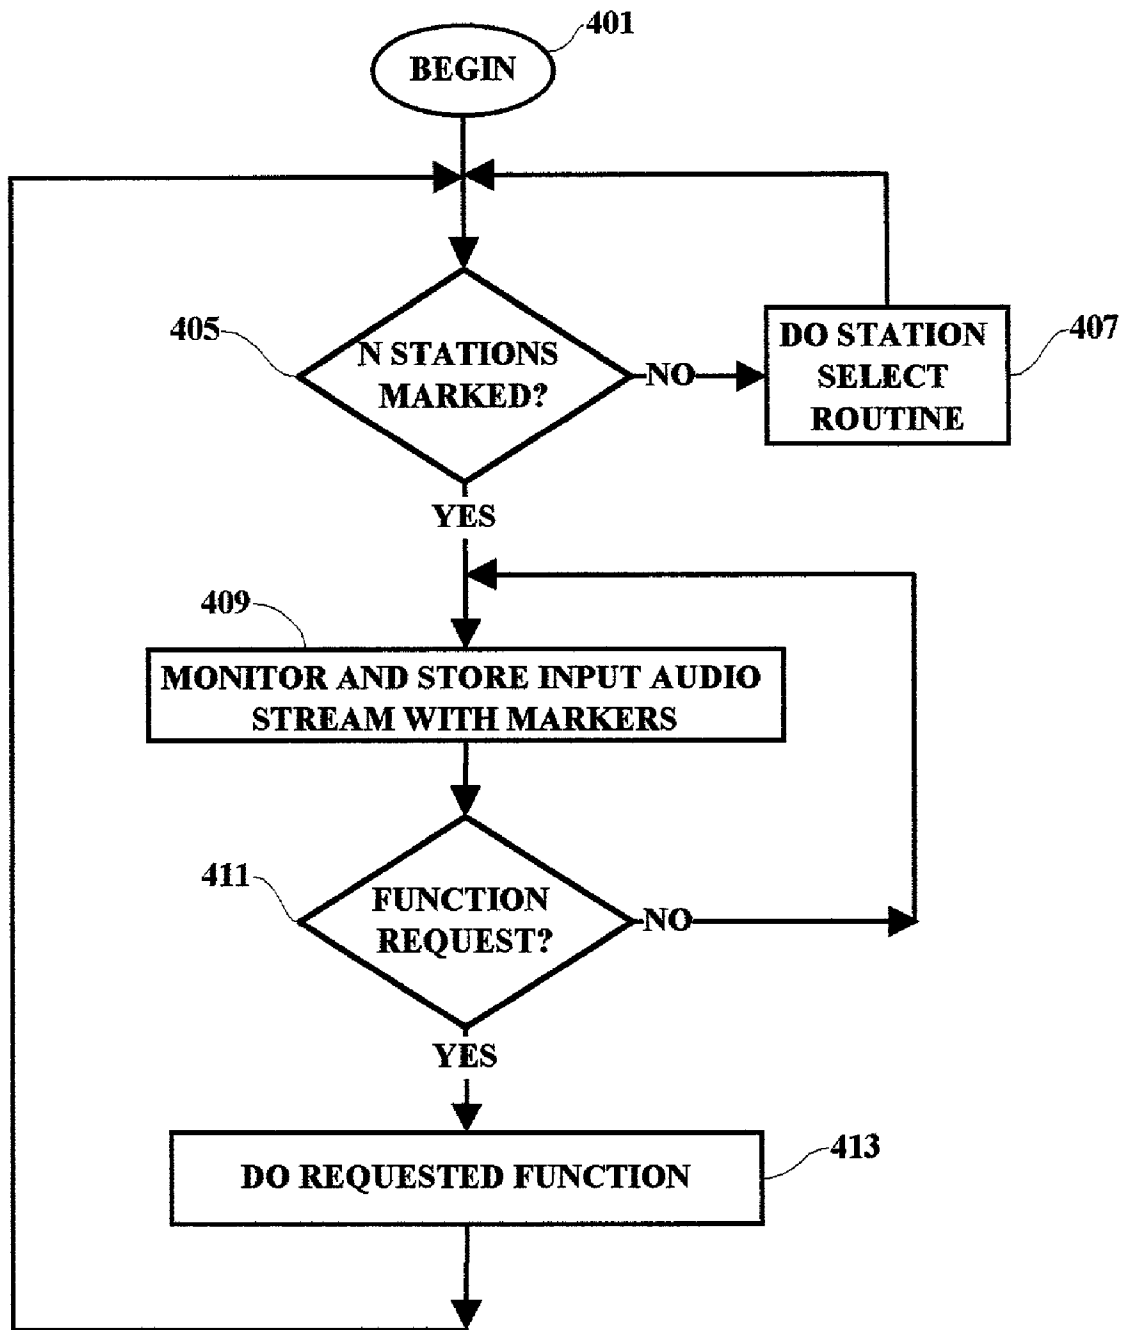 401
BEGIN
405
N STATIONS
MARKED?
NO
DO STATION
SELECT
ROUTINE
407
YES
409
MONITOR AND STORE INPUT AUDIO
STREAM WITH MARKERS
411
FUNCTION
REQUEST?
NO
YES
DO REQUESTED FUNCTION
413